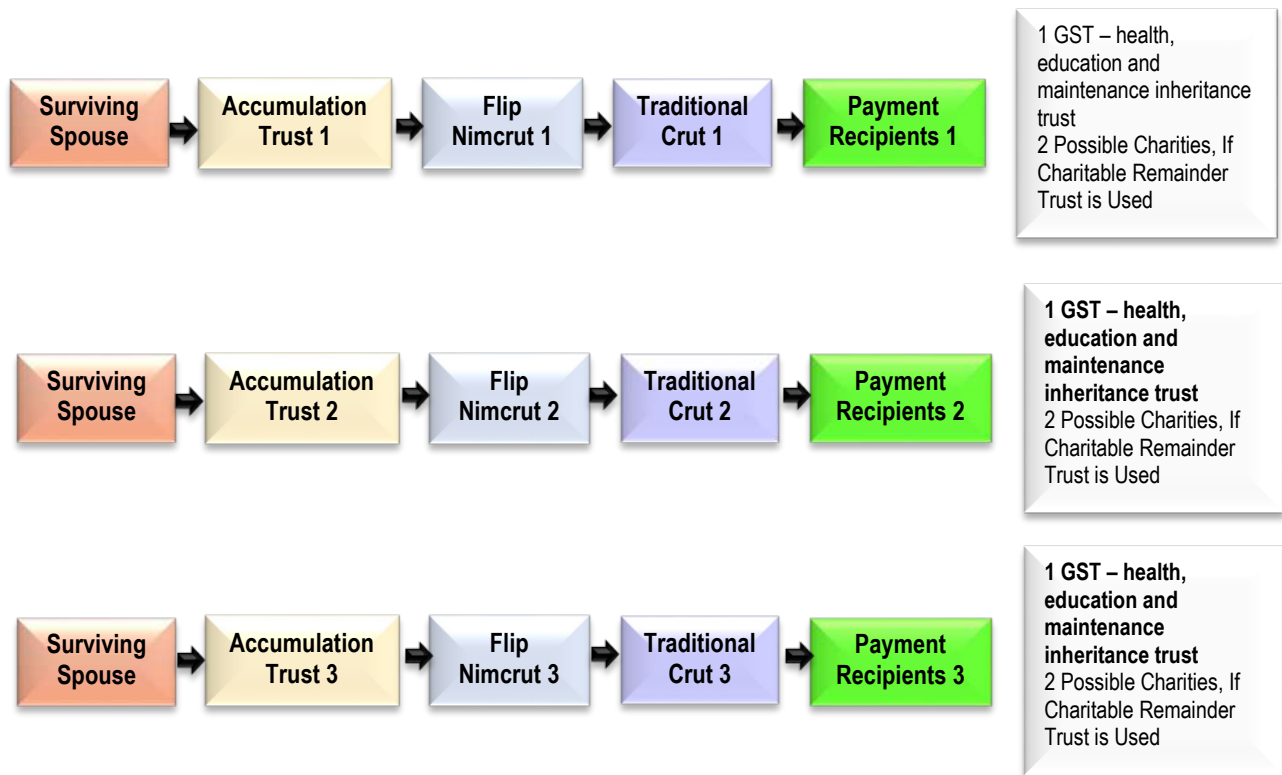 Surviving
Spouse
Accumulation
Trust 1
Flip
Nimcrut 1
Traditional
Crut 1
Payment
Recipients 1
1 GST – health,
education and
maintenance inheritance
trust
2 Possible Charities, If
Charitable Remainder
Trust is Used
Surviving
Spouse
Accumulation
Trust 2
Flip
Nimcrut 2
Traditional
Crut 2
Payment
Recipients 2
1 GST – health,
education and
maintenance
inheritance trust
2 Possible Charities, If
Charitable Remainder
Trust is Used
Surviving
Spouse
Accumulation
Trust 3
Flip
Nimcrut 3
Traditional
Crut 3
Payment
Recipients 3
1 GST – health,
education and
maintenance
inheritance trust
2 Possible Charities, If
Charitable Remainder
Trust is Used